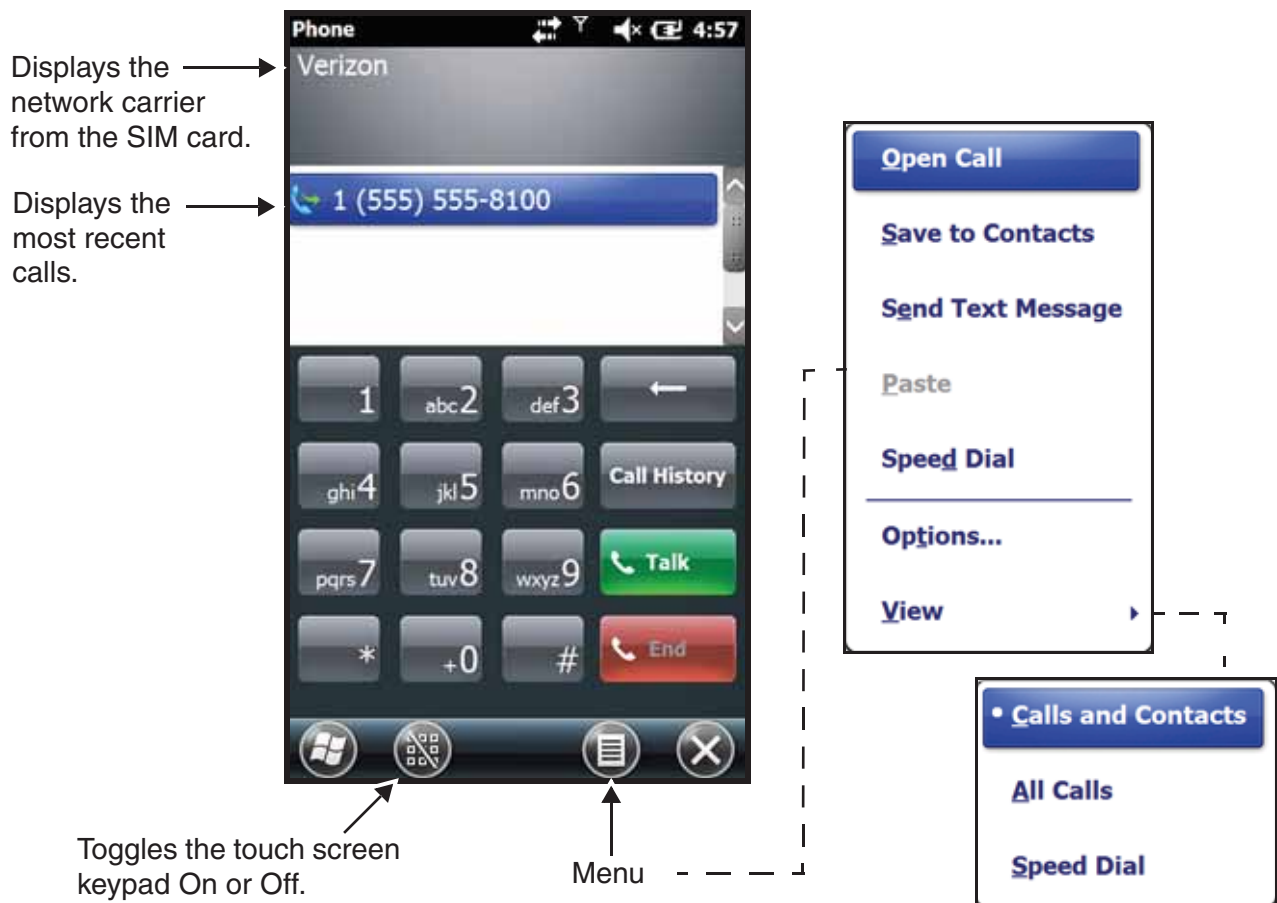 Phone 4:57
Displays the
network carrier
from the SIM card.
Verizon
Displays the
most recent
calls.
1 (555) 555-8100
1 abc2 def3
ghi4 jkl5 mno6 Call History
pqrs7 tuv8 wxyz9 Talk
* +0 # End
Toggles the touch screen
keypad On or Off.
Menu
Open Call
Save to Contacts
Send Text Message
Paste
Speed Dial
Options...
View
Calls and Contacts
All Calls
Speed Dial